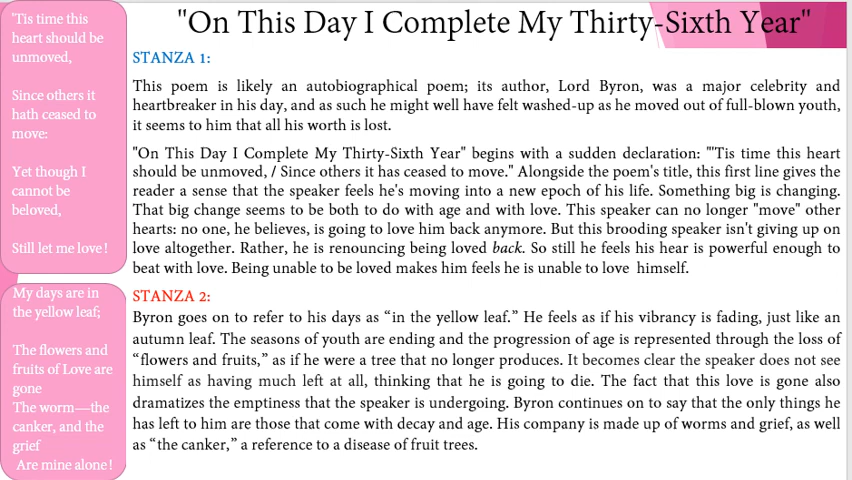 "On This Day I Complete My Thirty-Sixth Year"
'Tis time this
heart should be
unmoved,
Since others it
hath ceased to
move:
Yet though I
cannot be
beloved,
Still let me love!
My days are in
the yellow leaf;
The flowers and
fruits of Love are
gone
The worm—the
canker, and the
grief
Are mine alone!
STANZA 1:
This poem is likely an autobiographical poem; its author, Lord Byron, was a major celebrity and
heartbreaker in his day, and as such he might well have felt washed-up as he moved out of full-blown youth,
it seems to him that all his worth is lost.
"On This Day I Complete My Thirty-Sixth Year" begins with a sudden declaration: "'Tis time this heart
should be unmoved, / Since others it has ceased to move." Alongside the poem's title, this first line gives the
reader a sense that the speaker feels he's moving into a new epoch of his life. Something big is changing.
That big change seems to be both to do with age and with love. This speaker can no longer "move" other
hearts: no one, he believes, is going to love him back anymore. But this brooding speaker isn't giving up on
love altogether. Rather, he is renouncing being loved back. So still he feels his hear is powerful enough to
beat with love. Being unable to be loved makes him feels he is unable to love himself.
STANZA 2:
Byron goes on to refer to his days as “in the yellow leaf.” He feels as if his vibrancy is fading, just like an
autumn leaf. The seasons of youth are ending and the progression of age is represented through the loss of
“flowers and fruits,” as if he were a tree that no longer produces. It becomes clear the speaker does not see
himself as having much left at all, thinking that he is going to die. The fact that this love is gone also
dramatizes the emptiness that the speaker is undergoing. Byron continues on to say that the only things he
has left to him are those that come with decay and age. His company is made up of worms and grief, as well
as “the canker,” a reference to a disease of fruit trees.